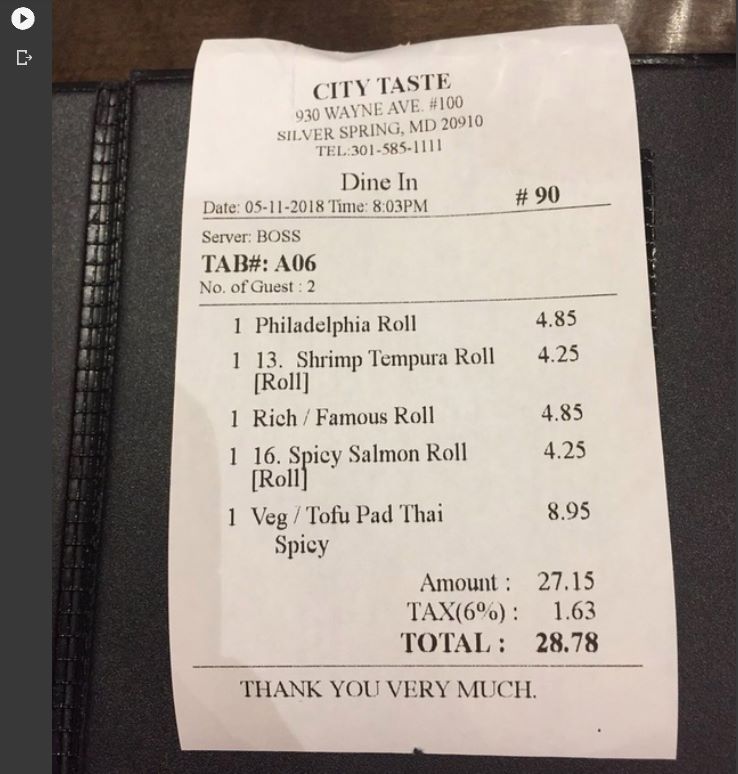 CITY TASTE
930 WAYNE AVE. #100
SILVER SPRING, MD 20910
TEL:301-585-1111
Dine In
# 90
Date: 05-11-2018 Time: 8:03PM
Server: BOSS
TAB#: A06
No. of Guest : 2
1 Philadelphia Roll 4.85
1 13. Shrimp Tempura Roll 4.25
[Roll]
1 Rich / Famous Roll 4.85
1 16. Spicy Salmon Roll 4.25
[Roll]
1 Veg / Tofu Pad Thai 8.95
Spicy
Amount : 27.15
TAX(6%) : 1.63
TOTAL : 28.78
THANK YOU VERY MUCH.